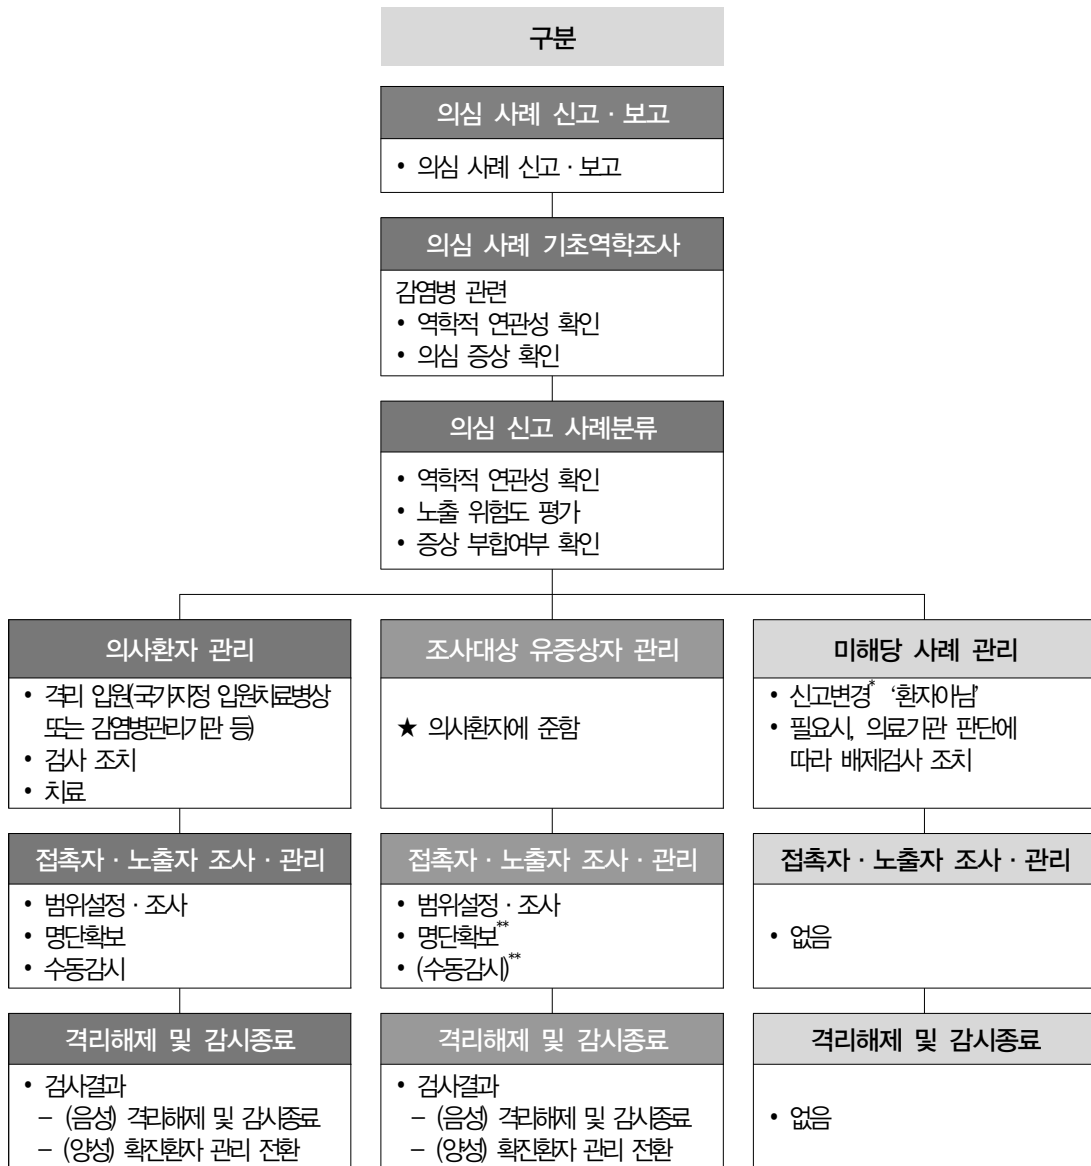 구분
의심 사례 신고 · 보고
• 의심 사례 신고 · 보고
의심 사례 기초역학조사
감염병 관련
• 역학적 연관성 확인
• 의심 증상 확인
의심 신고 사례분류
• 역학적 연관성 확인
• 노출 위험도 평가
• 증상 부합여부 확인
의사환자 관리
• 격리 입원(국가지정 입원치료병상
또는 감염병관리기관 등)
• 검사 조치
• 치료
조사대상 유증상자 관리
★ 의사환자에 준함
미해당 사례 관리
• 신고변경* ‘환자아님’
• 필요시, 의료기관 판단에
따라 배제검사 조치
접촉자 · 노출자 조사 · 관리
• 범위설정 · 조사
• 명단확보
• 수동감시
접촉자 · 노출자 조사 · 관리
• 범위설정 · 조사
• 명단확보**
• (수동감시)**
접촉자 · 노출자 조사 · 관리
• 없음
격리해제 및 감시종료
• 검사결과
– (음성) 격리해제 및 감시종료
– (양성) 확진환자 관리 전환
격리해제 및 감시종료
• 검사결과
– (음성) 격리해제 및 감시종료
– (양성) 확진환자 관리 전환
격리해제 및 감시종료
• 없음